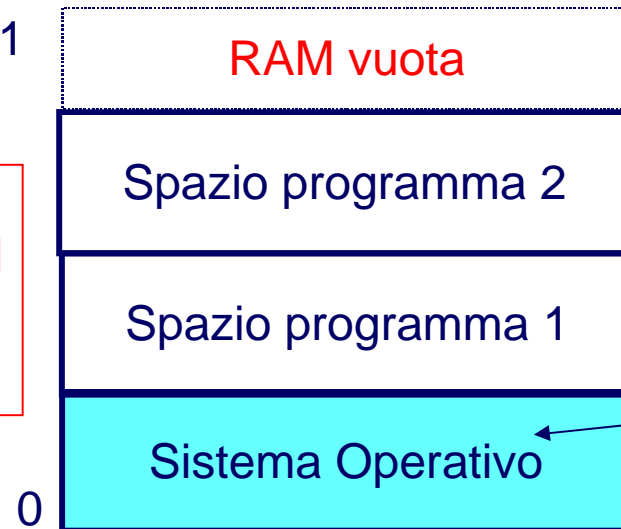 1
RAM vuota
Spazio programma 2
Spazio programma 1
Sistema Operativo
0